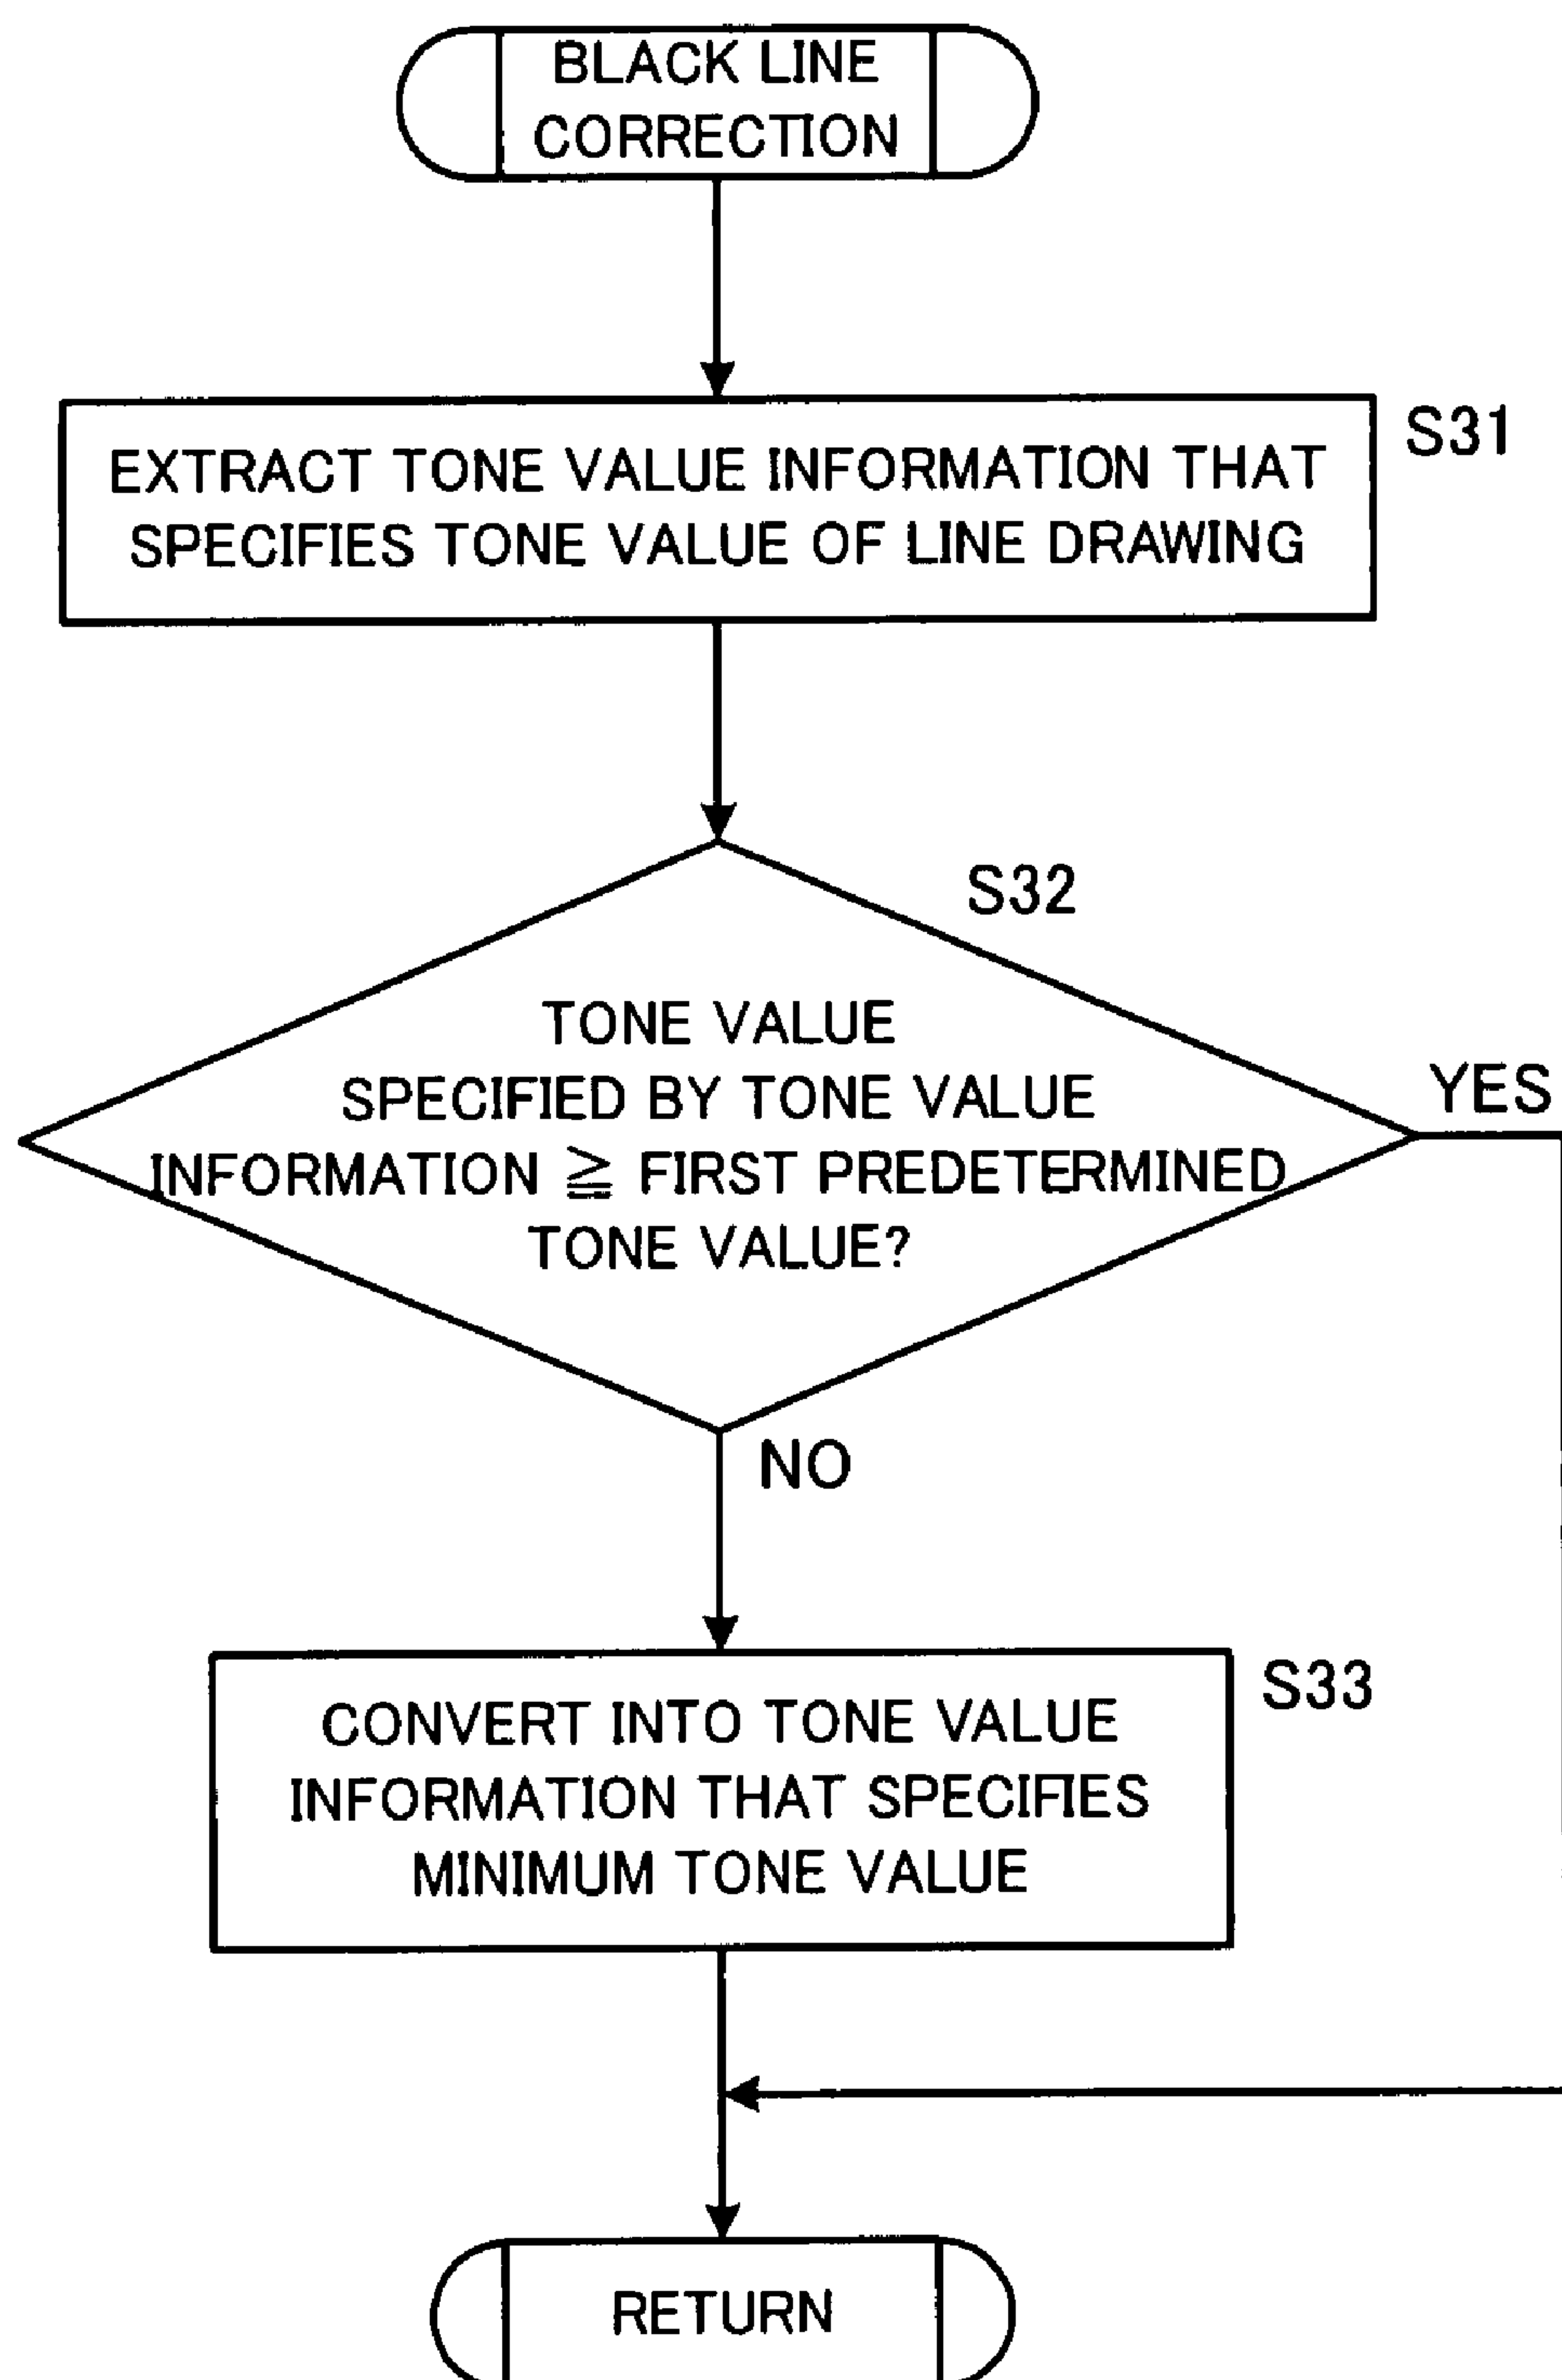 BLACK LINE
CORRECTION
S31
EXTRACT TONE VALUE INFORMATION THAT
SPECIFIES TONE VALUE OF LINE DRAWING
S32
TONE VALUE
SPECIFIED BY TONE VALUE
INFORMATION ≧ FIRST PREDETERMINED
TONE VALUE?
YES
NO
S33
CONVERT INTO TONE VALUE
INFORMATION THAT SPECIFIES
MINIMUM TONE VALUE
RETURN